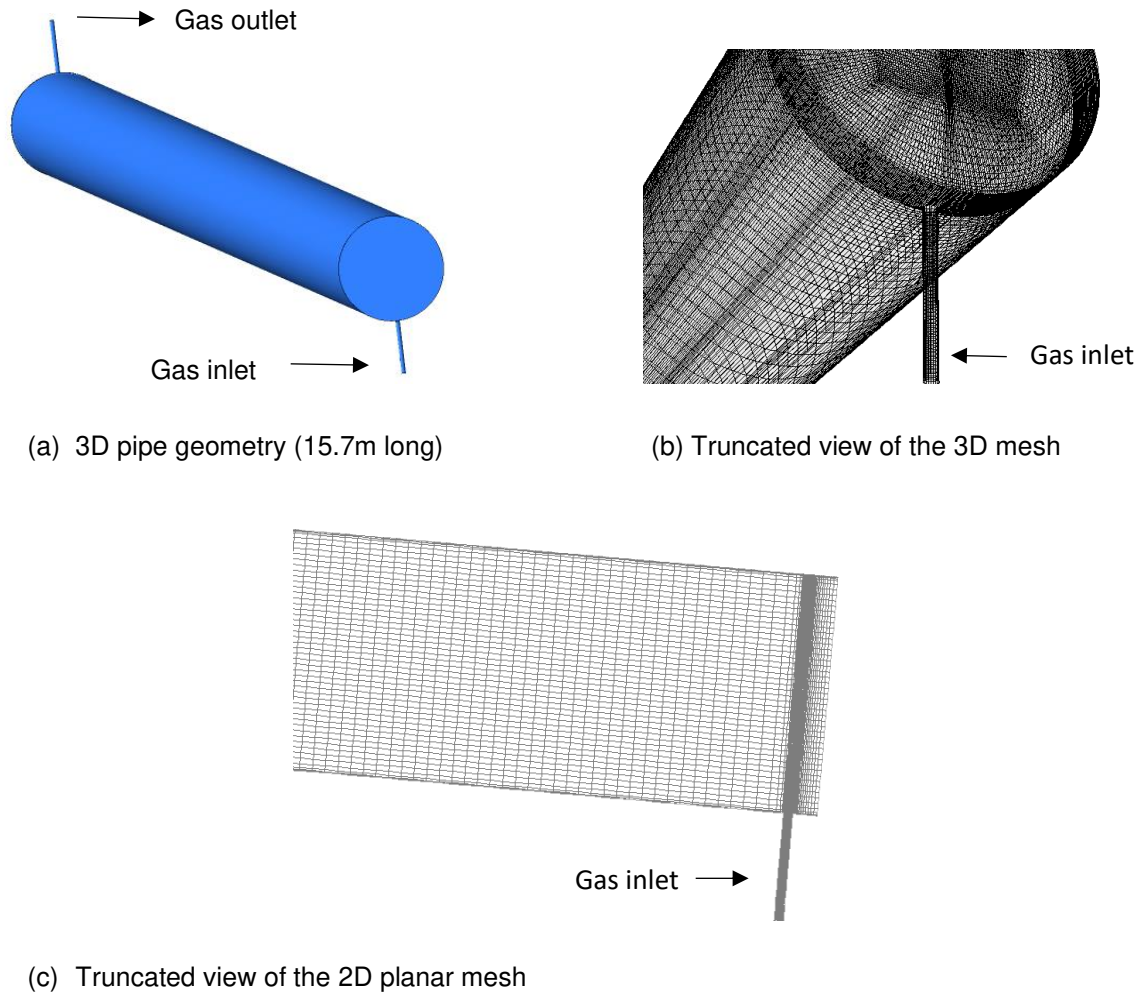 Gas outlet
Gas inlet
Gas inlet
(a) 3D pipe geometry (15.7m long)
(b) Truncated view of the 3D mesh
Gas inlet
(c) Truncated view of the 2D planar mesh